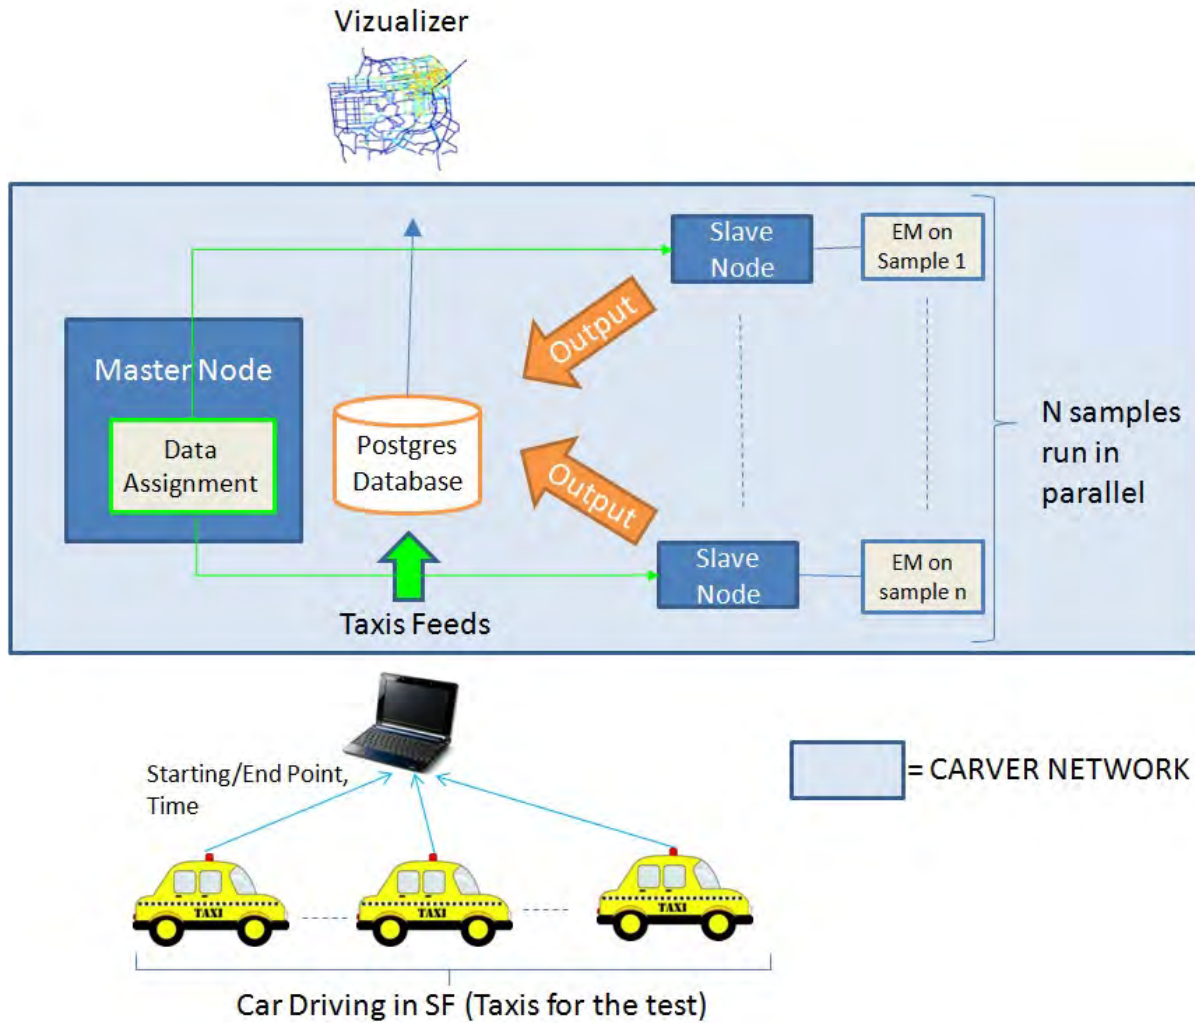 Vizualizer
Slave
Node
EM on
Sample 1
Output
Master Node
Data
Assignment
Postgres
Database
N samples
run in
parallel
Output
Slave
Node
EM on
sample n
Taxis Feeds
Starting/End Point,
Time
= CARVER NETWORK
TAXI
TAXI
TAXI
Car Driving in SF (Taxis for the test)